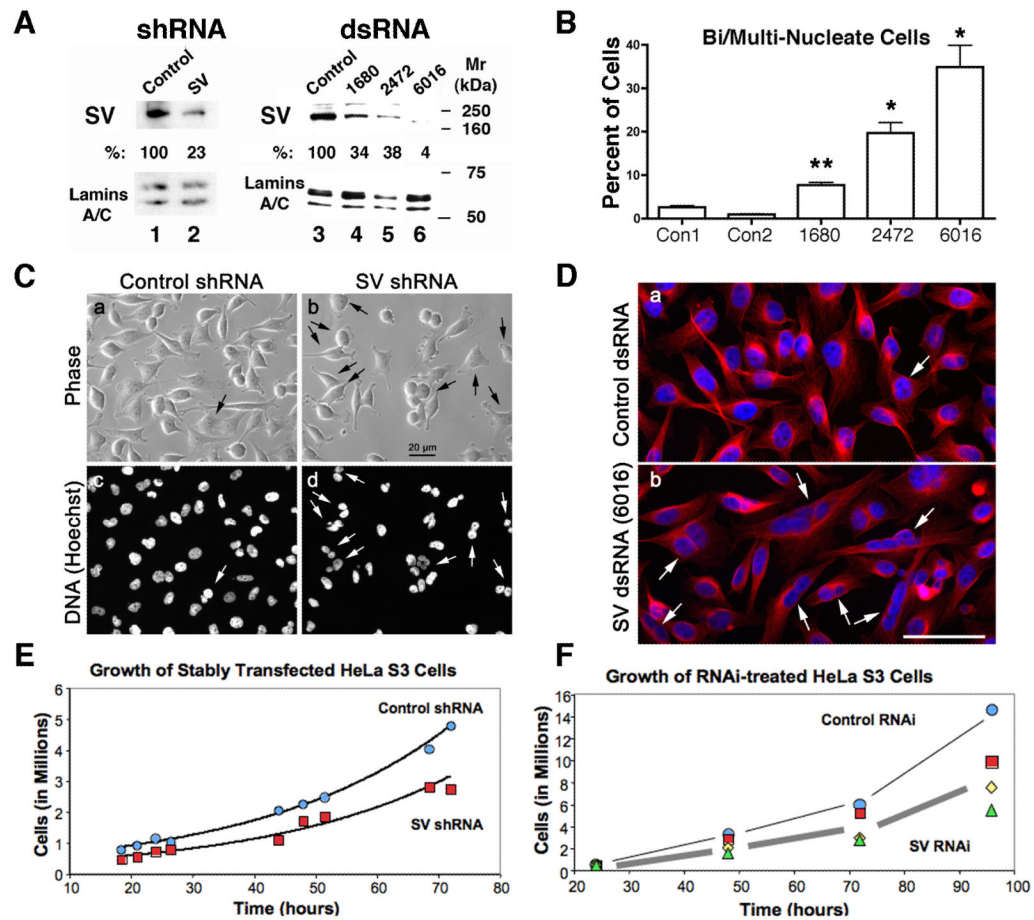 A
shRNA
dsRNA
Control
SV
Control
1680
2472
6016
Mr
(kDa)
SV
250
160
%: 100 23
100 34 38 4
75
Lamins
A/C
Lamins
A/C
50
1 2
3 4 5 6
B
Bi/Multi-Nucleate Cells
Percent of Cells
40
30
20
10
0
**
*
*
Con1 Con2 1680 2472 6016
C
Control shRNA
SV shRNA
Phase
a
b
20 µm
DNA (Hoechst)
c
d
D
Control dsRNA
a
SV dsRNA (6016)
b
E
Growth of Stably Transfected HeLa S3 Cells
Cells (in Millions)
6
5
4
3
2
1
0
Control shRNA
SV shRNA
10 20 30 40 50 60 70 80
Time (hours)
F
Growth of RNAi-treated HeLa S3 Cells
Cells (in Millions)
16
14
12
10
8
6
4
2
0
Control RNAi
SV RNAi
20 30 40 50 60 70 80 90 100
Time (hours)